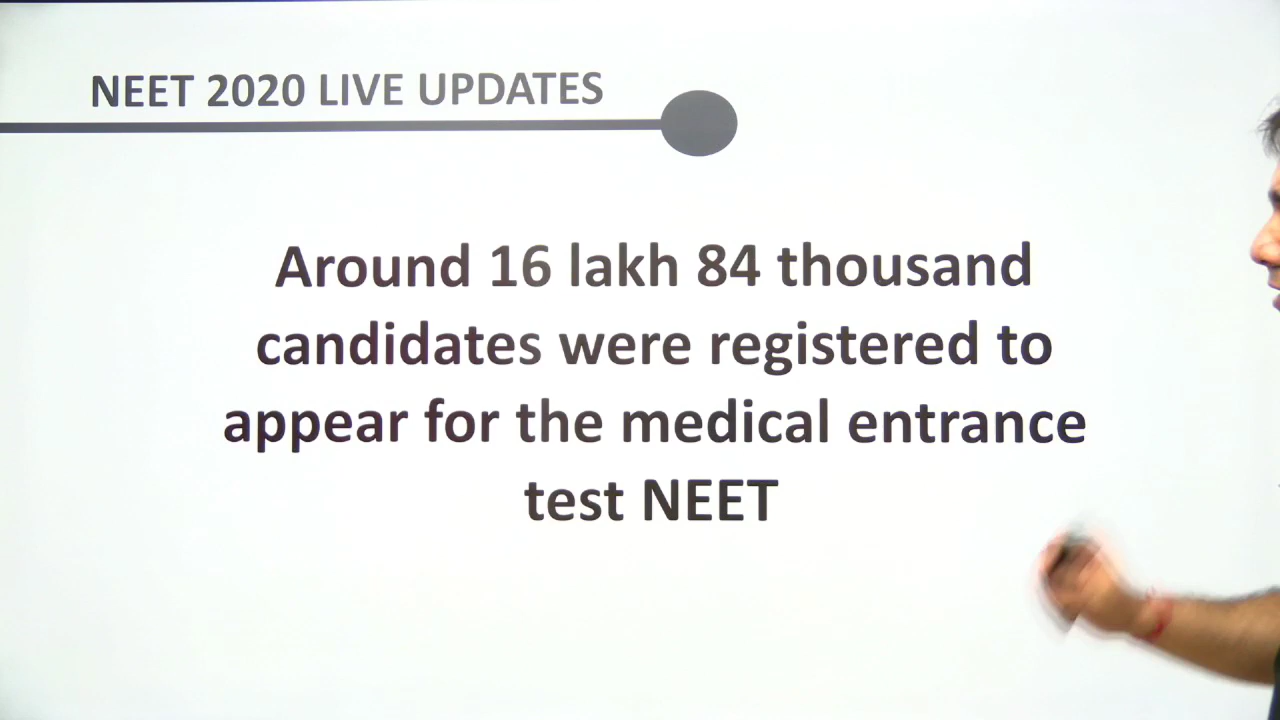 NEET 2020 LIVE UPDATES
Around 16 lakh 84 thousand
candidates were registered to
appear for the medical entrance
test NEET